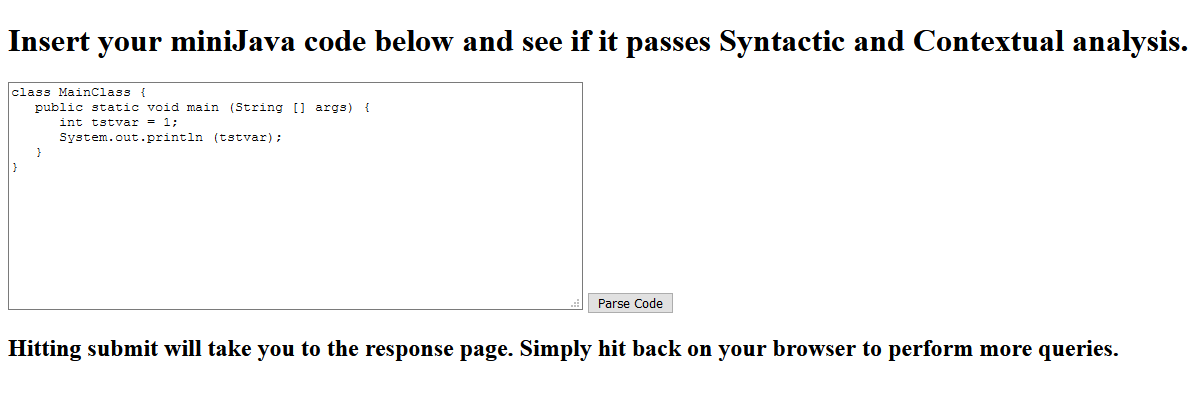 Insert your miniJava code below and see if it passes Syntactic and Contextual analysis.
class MainClass {
   public static void main (String [] args) {
      int tstvar = 1;
      System.out.println (tstvar);
   }
}
Parse Code
Hitting submit will take you to the response page. Simply hit back on your browser to perform more queries.